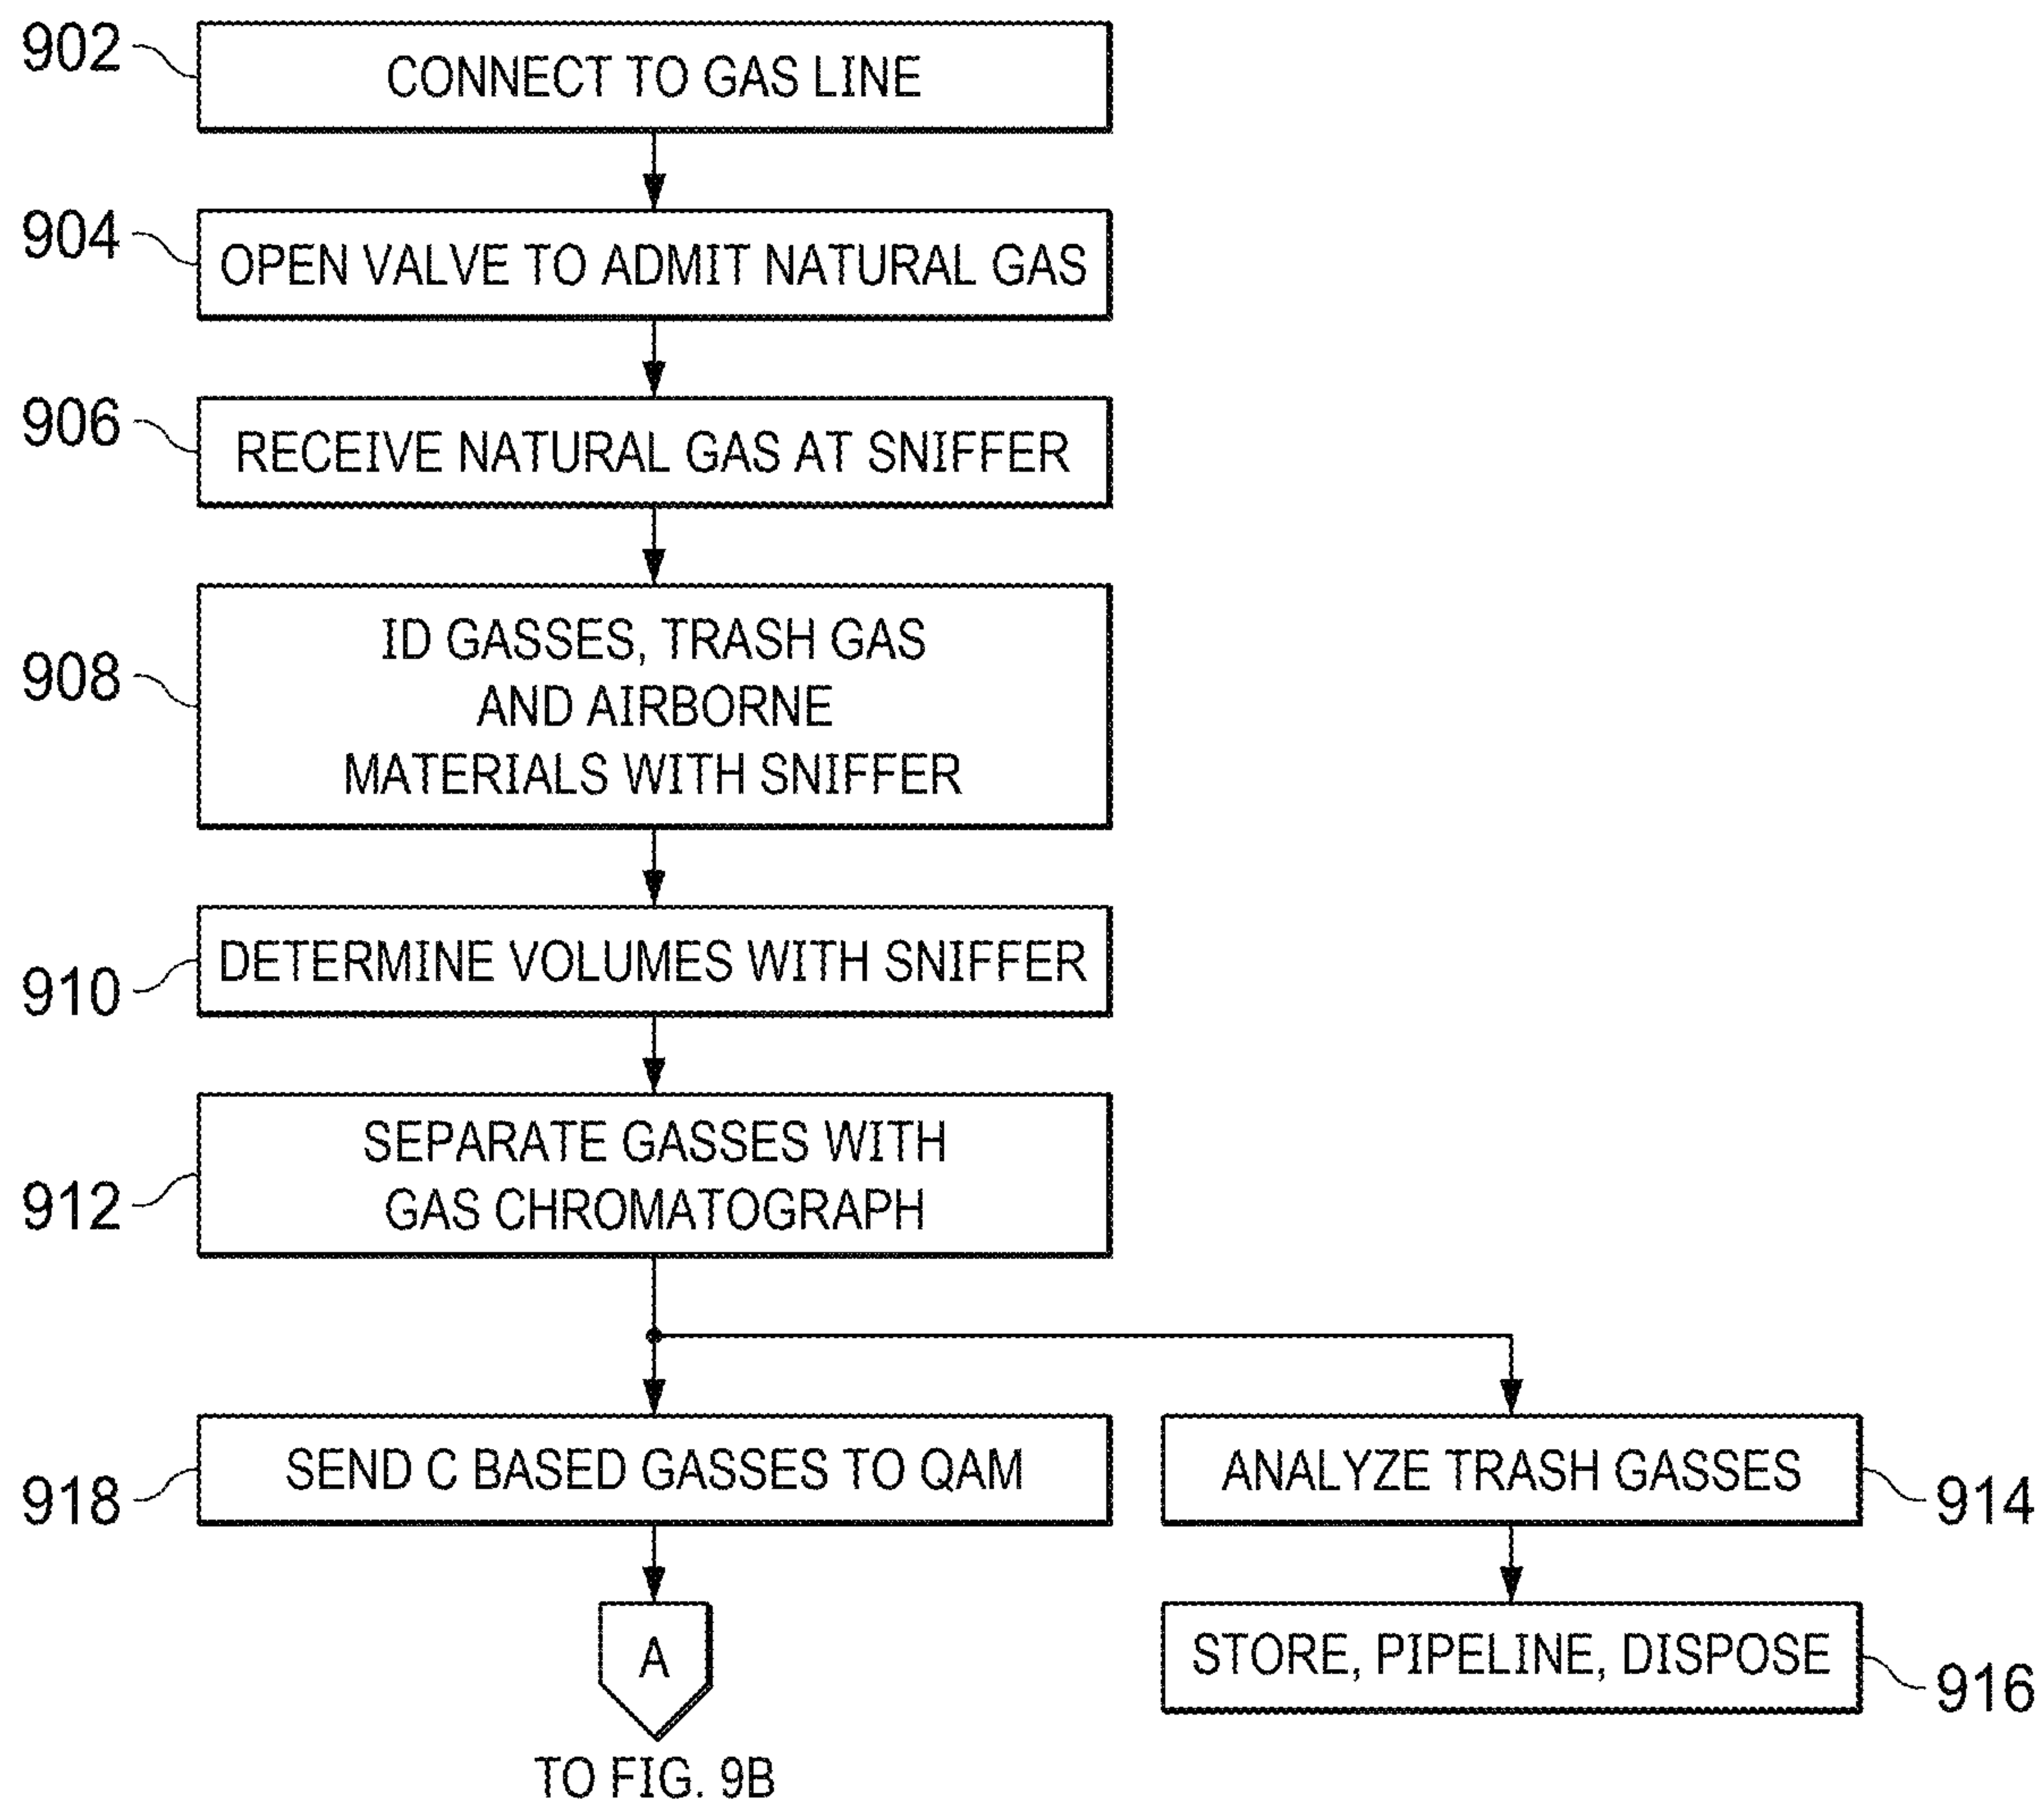 902
CONNECT TO GAS LINE
904
OPEN VALVE TO ADMIT NATURAL GAS
906
RECEIVE NATURAL GAS AT SNIFFER
908
ID GASSES, TRASH GAS
AND AIRBORNE
MATERIALS WITH SNIFFER
910
DETERMINE VOLUMES WITH SNIFFER
912
SEPARATE GASSES WITH
GAS CHROMATOGRAPH
918
SEND C BASED GASSES TO QAM
ANALYZE TRASH GASSES
914
A
STORE, PIPELINE, DISPOSE
916
TO FIG. 9B